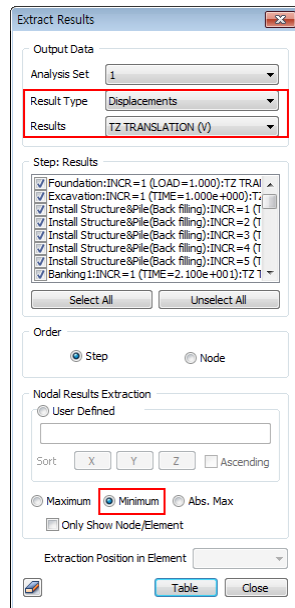 Extract Results
Output Data
Analysis Set 1
Result Type Displacements
Results TZ TRANSLATION (V)
Step: Results
Foundation:INCR=1 (LOAD=1.000):TZ TRAI
Excavation:INCR=1 (TIME=1.000e+000):TZ
Install Structure&Pile(Back filling):INCR=1 (T
Install Structure&Pile(Back filling):INCR=2 (T
Install Structure&Pile(Back filling):INCR=3 (T
Install Structure&Pile(Back filling):INCR=4 (T
Install Structure&Pile(Back filling):INCR=5 (T
Banking1:INCR=1 (TIME=2.100e+001):TZ T
Select All Unselect All
Order
Step Node
Nodal Results Extraction
User Defined
Sort X Y Z Ascending
Maximum Minimum Abs. Max
Only Show Node/Element
Extraction Position in Element
Table Close